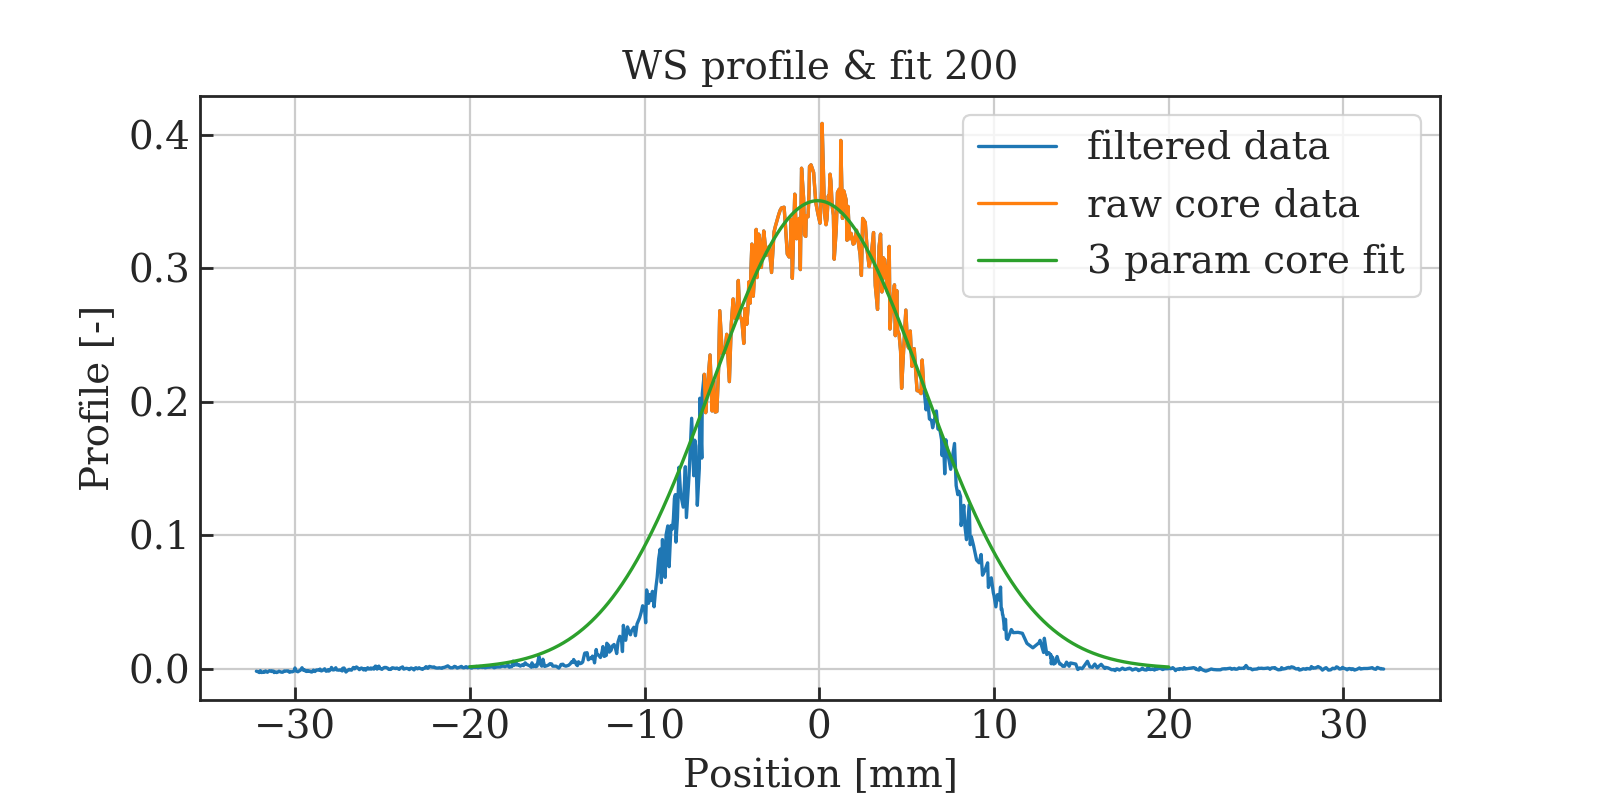 WS profile & fit 200
0.4
0.3
0.2
0.1
0.0
Profile [-]
filtered data
raw core data
3 param core fit
−30 −20 −10 0 10 20 30
Position [mm]